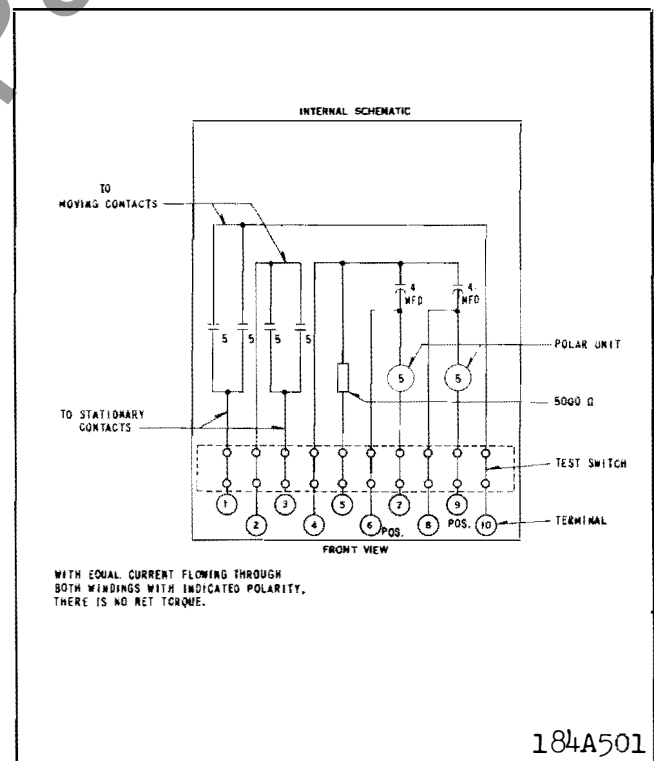 INTERNAL SCHEMATIC
TO
MOVING CONTACTS
4
MFD
4
MFD
5
5
5
5
POLAR UNIT
5
5
5000 Ω
TO STATIONARY
CONTACTS
TEST SWITCH
1
3
5
7
9
2
4
6
POS.
8
POS.
10
TERMINAL
FRONT VIEW
WITH EQUAL CURRENT FLOWING THROUGH
BOTH WINDINGS WITH INDICATED POLARITY,
THERE IS NO NET TORQUE.
184A501